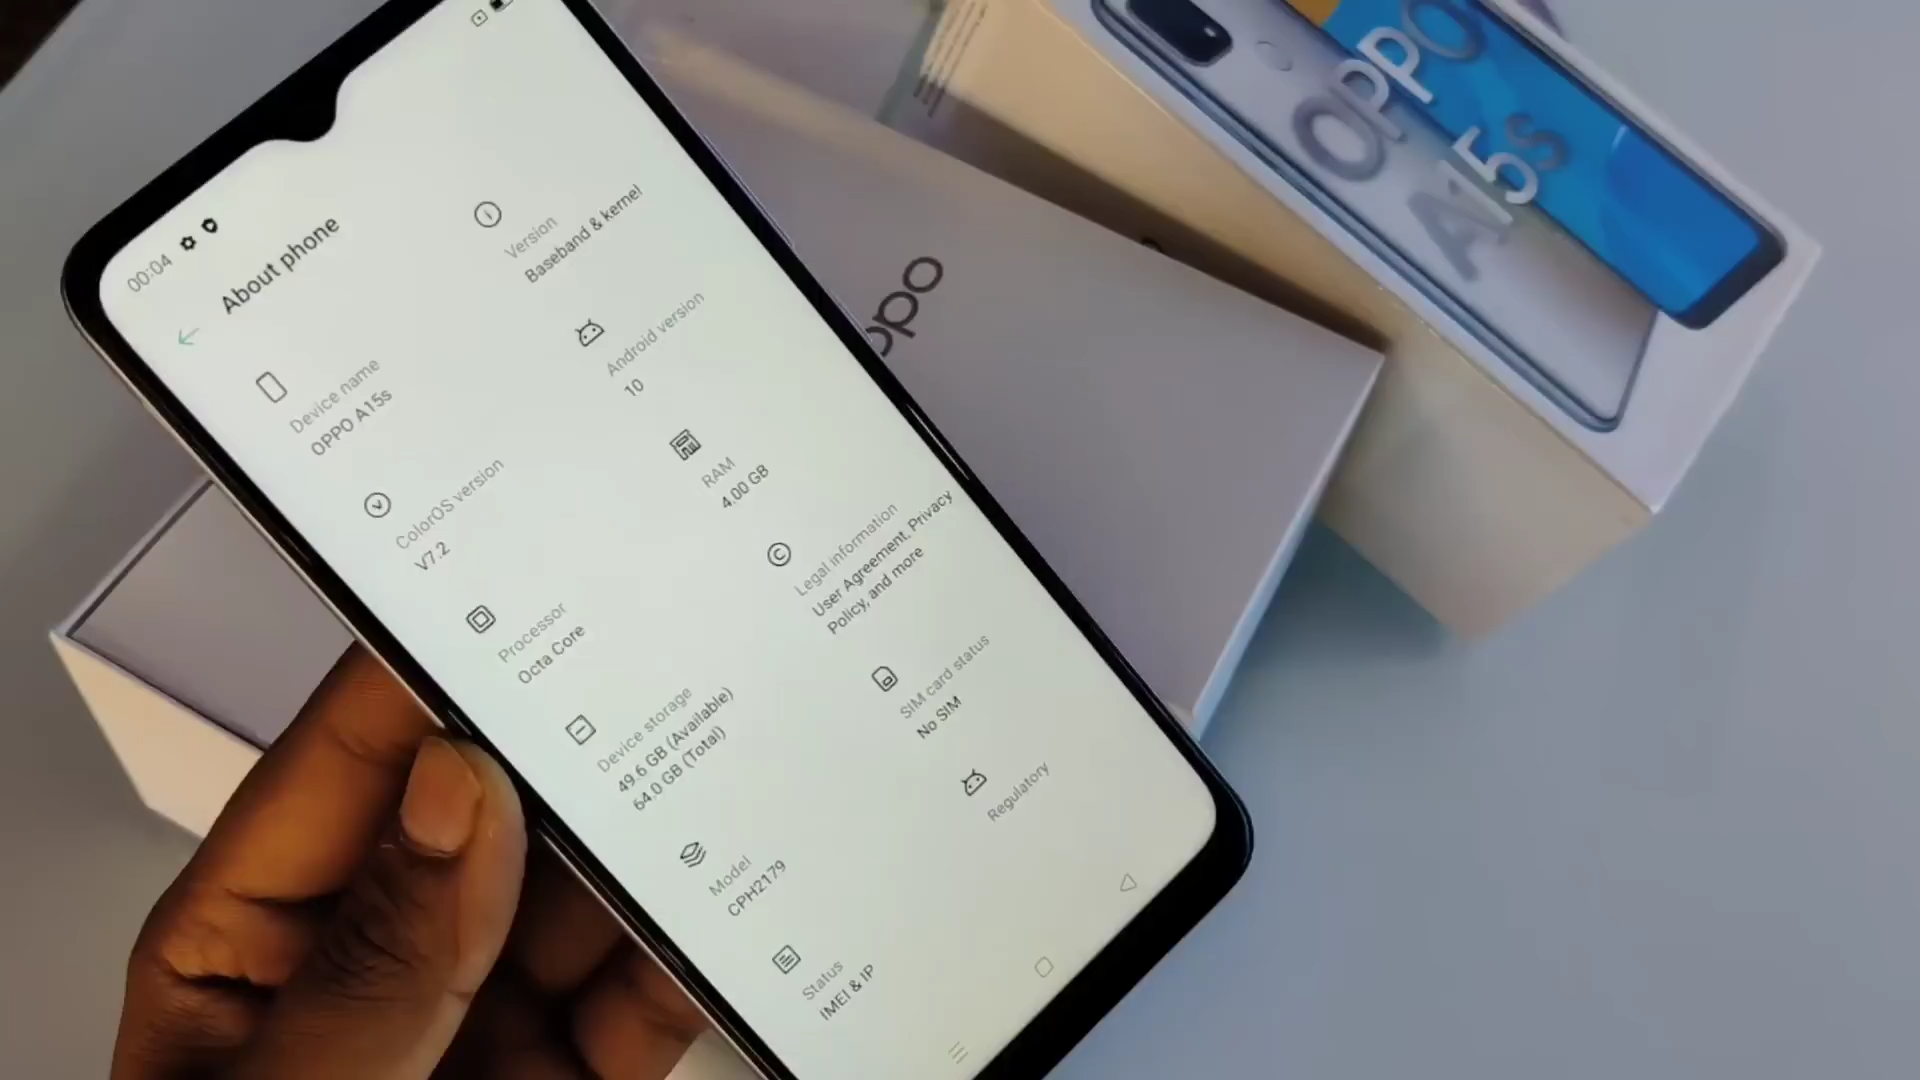 00:04
About phone
Device name
OPPO A15s
Version
Baseband & kernel
ColorOS version
V7.2
Android version
10
Processor
Octa Core
RAM
4.00 GB
Device storage
49.6 GB (Available)
64.0 GB (Total)
Legal information
User Agreement, Privacy
Policy, and more
Model
CPH2179
SIM card status
No SIM
Status
IMEI & IP
Regulatory
oppo
OPPO
A15s